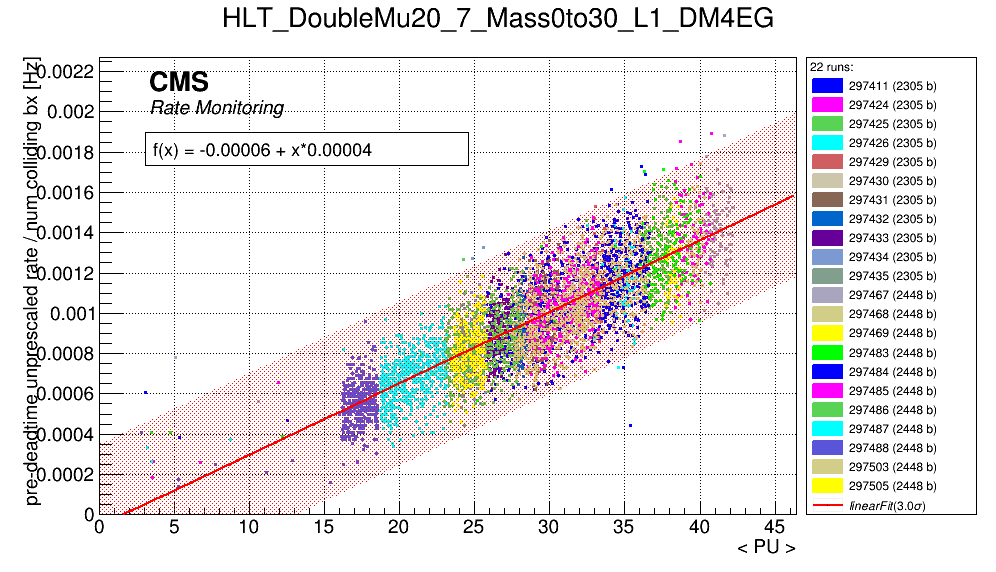 HLT_DoubleMu20_7_Mass0to30_L1_DM4EG
pre-deadtime unprescaled rate / num colliding bx [Hz]
0.0022
0.002
0.0018
0.0016
0.0014
0.0012
0.001
0.0008
0.0006
0.0004
0.0002
0
CMS
Rate Monitoring
f(x) = -0.00006 + x*0.00004
0 5 10 15 20 25 30 35 40 45
< PU >
22 runs:
297411 (2305 b)
297424 (2305 b)
297425 (2305 b)
297426 (2305 b)
297429 (2305 b)
297430 (2305 b)
297431 (2305 b)
297432 (2305 b)
297433 (2305 b)
297434 (2305 b)
297435 (2305 b)
297467 (2448 b)
297468 (2448 b)
297469 (2448 b)
297483 (2448 b)
297484 (2448 b)
297485 (2448 b)
297486 (2448 b)
297487 (2448 b)
297488 (2448 b)
297503 (2448 b)
297505 (2448 b)
linearFit(3.0σ)